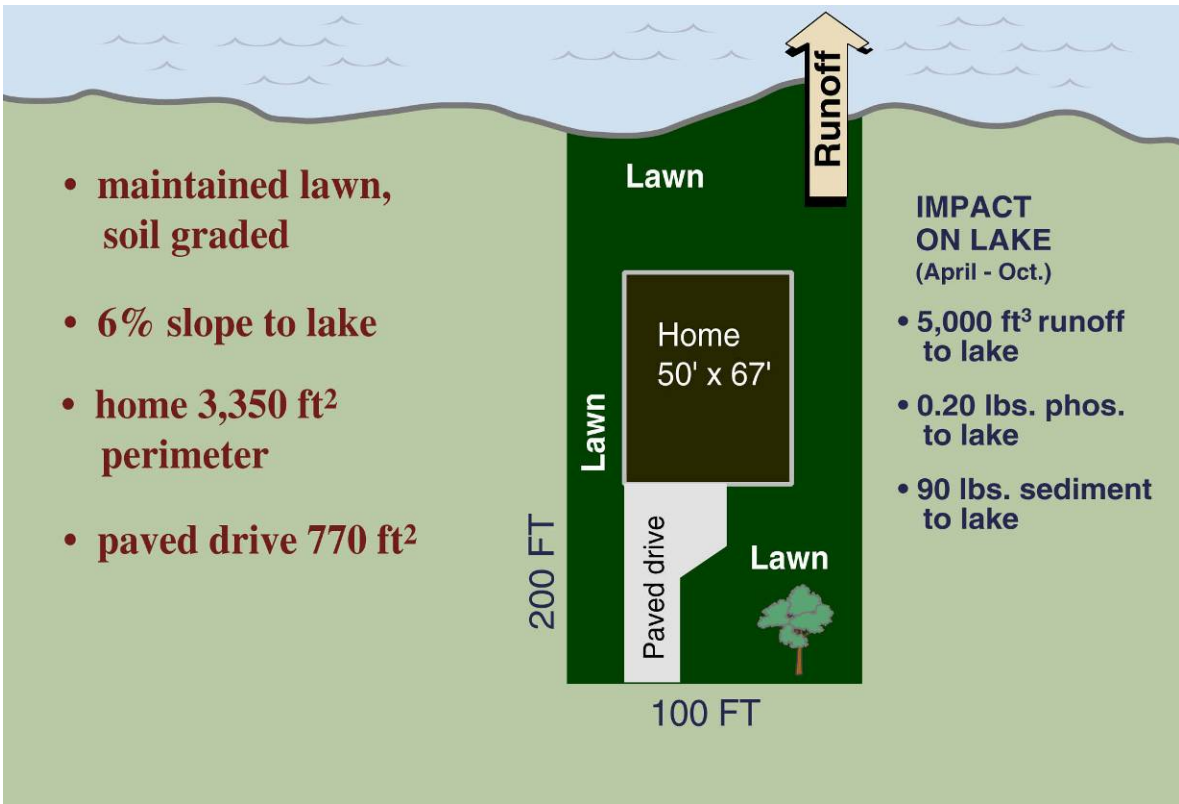 • maintained lawn,
soil graded
• 6% slope to lake
• home 3,350 ft²
perimeter
• paved drive 770 ft²
Runoff
Lawn
Home
50' x 67'
Lawn
Paved drive
Lawn
200 FT
100 FT
IMPACT
ON LAKE
(April - Oct.)
• 5,000 ft³ runoff
to lake
• 0.20 lbs. phos.
to lake
• 90 lbs. sediment
to lake